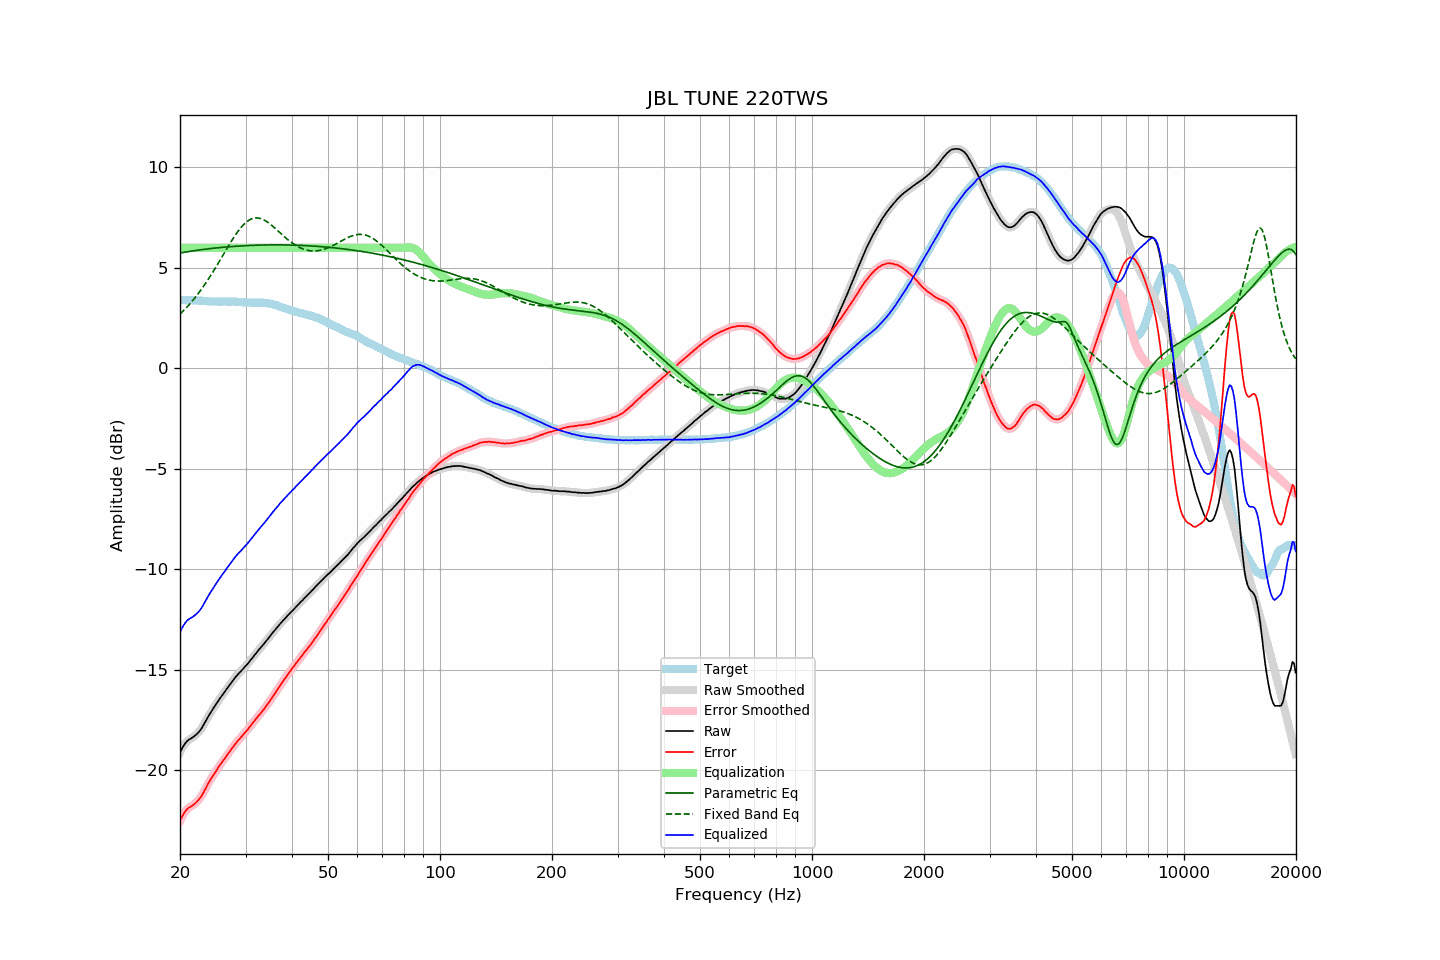 JBL TUNE 220TWS
Amplitude (dBr)
10
5
0
−5
−10
−15
−20
Target
Raw Smoothed
Error Smoothed
Raw
Error
Equalization
Parametric Eq
Fixed Band Eq
Equalized
20
50
100
200
500
1000
2000
5000
10000
20000
Frequency (Hz)